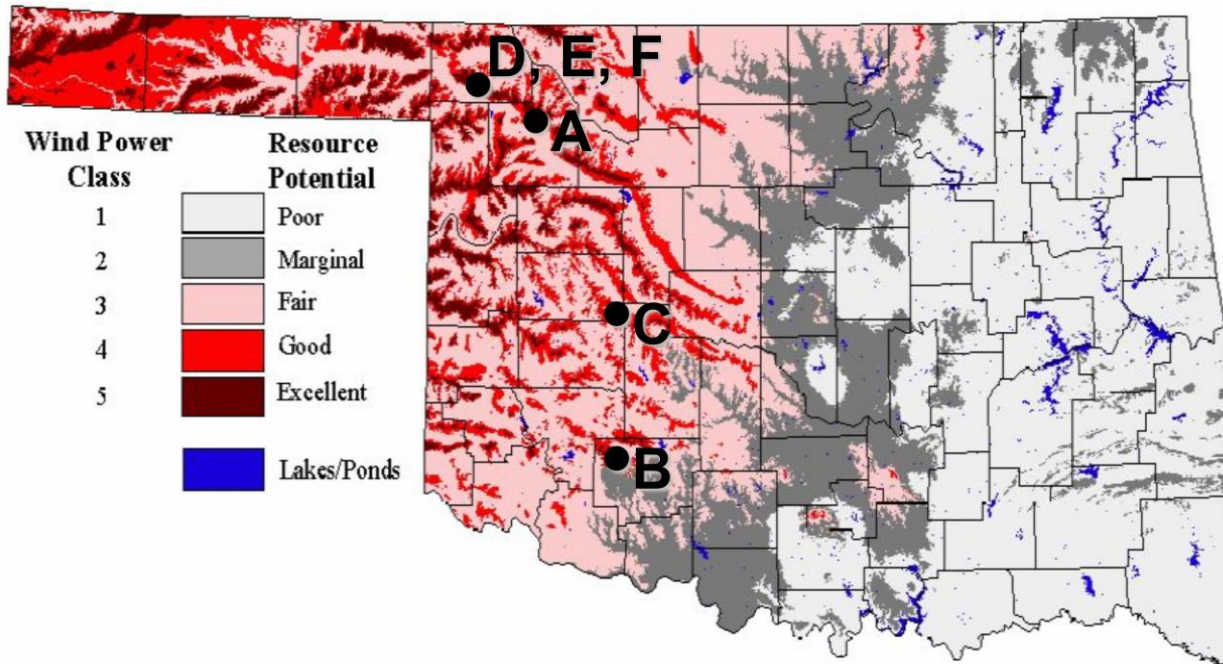 D, E, F
A
Wind Power Resource
Class Potential
1 Poor
2 Marginal
3 Fair
4 Good
5 Excellent
Lakes/Ponds
C
B